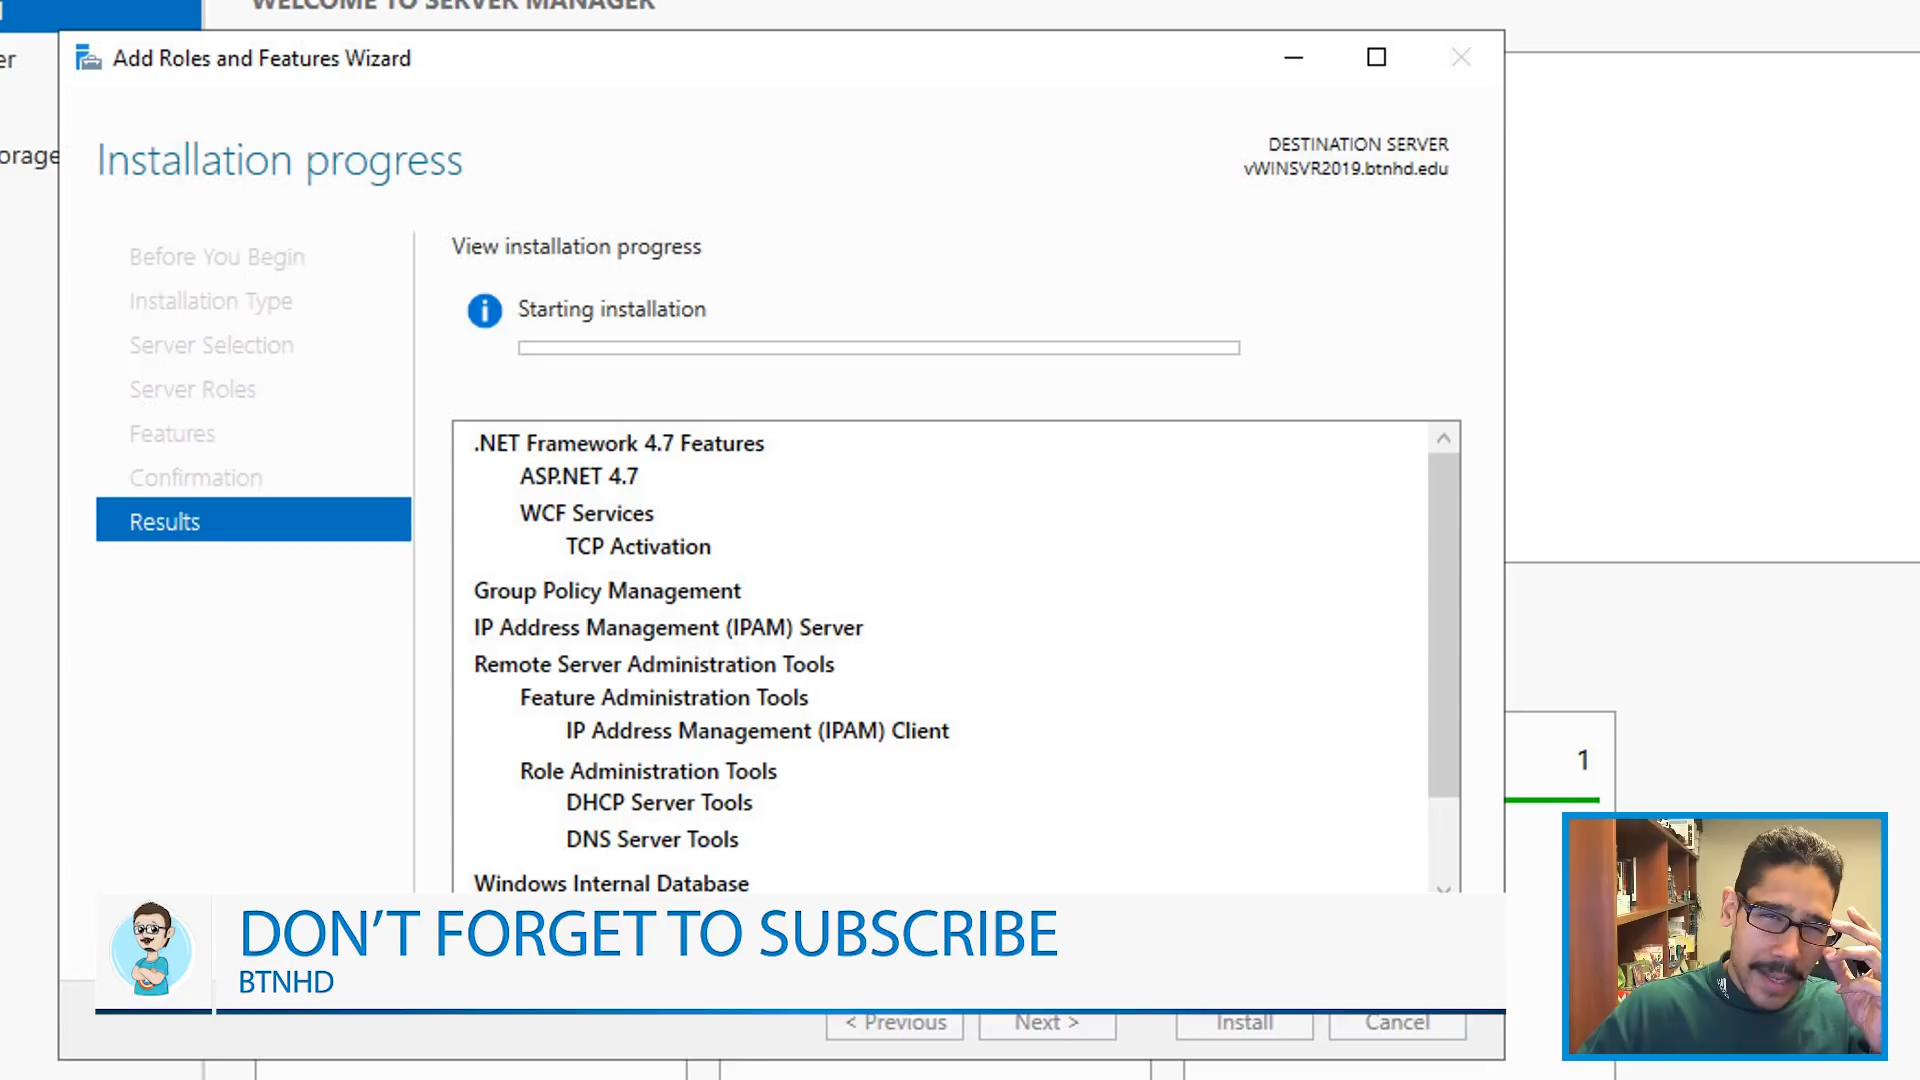 WELCOME TO SERVER MANAGER
er
orage
Add Roles and Features Wizard
Installation progress
DESTINATION SERVER
vWINSVR2019.btnhd.edu
Before You Begin
Installation Type
Server Selection
Server Roles
Features
Confirmation
Results
View installation progress
Starting installation
.NET Framework 4.7 Features
ASP.NET 4.7
WCF Services
TCP Activation
Group Policy Management
IP Address Management (IPAM) Server
Remote Server Administration Tools
Feature Administration Tools
IP Address Management (IPAM) Client
Role Administration Tools
DHCP Server Tools
DNS Server Tools
Windows Internal Database
1
DON'T FORGET TO SUBSCRIBE
BTNHD
< Previous
Next >
Install
Cancel